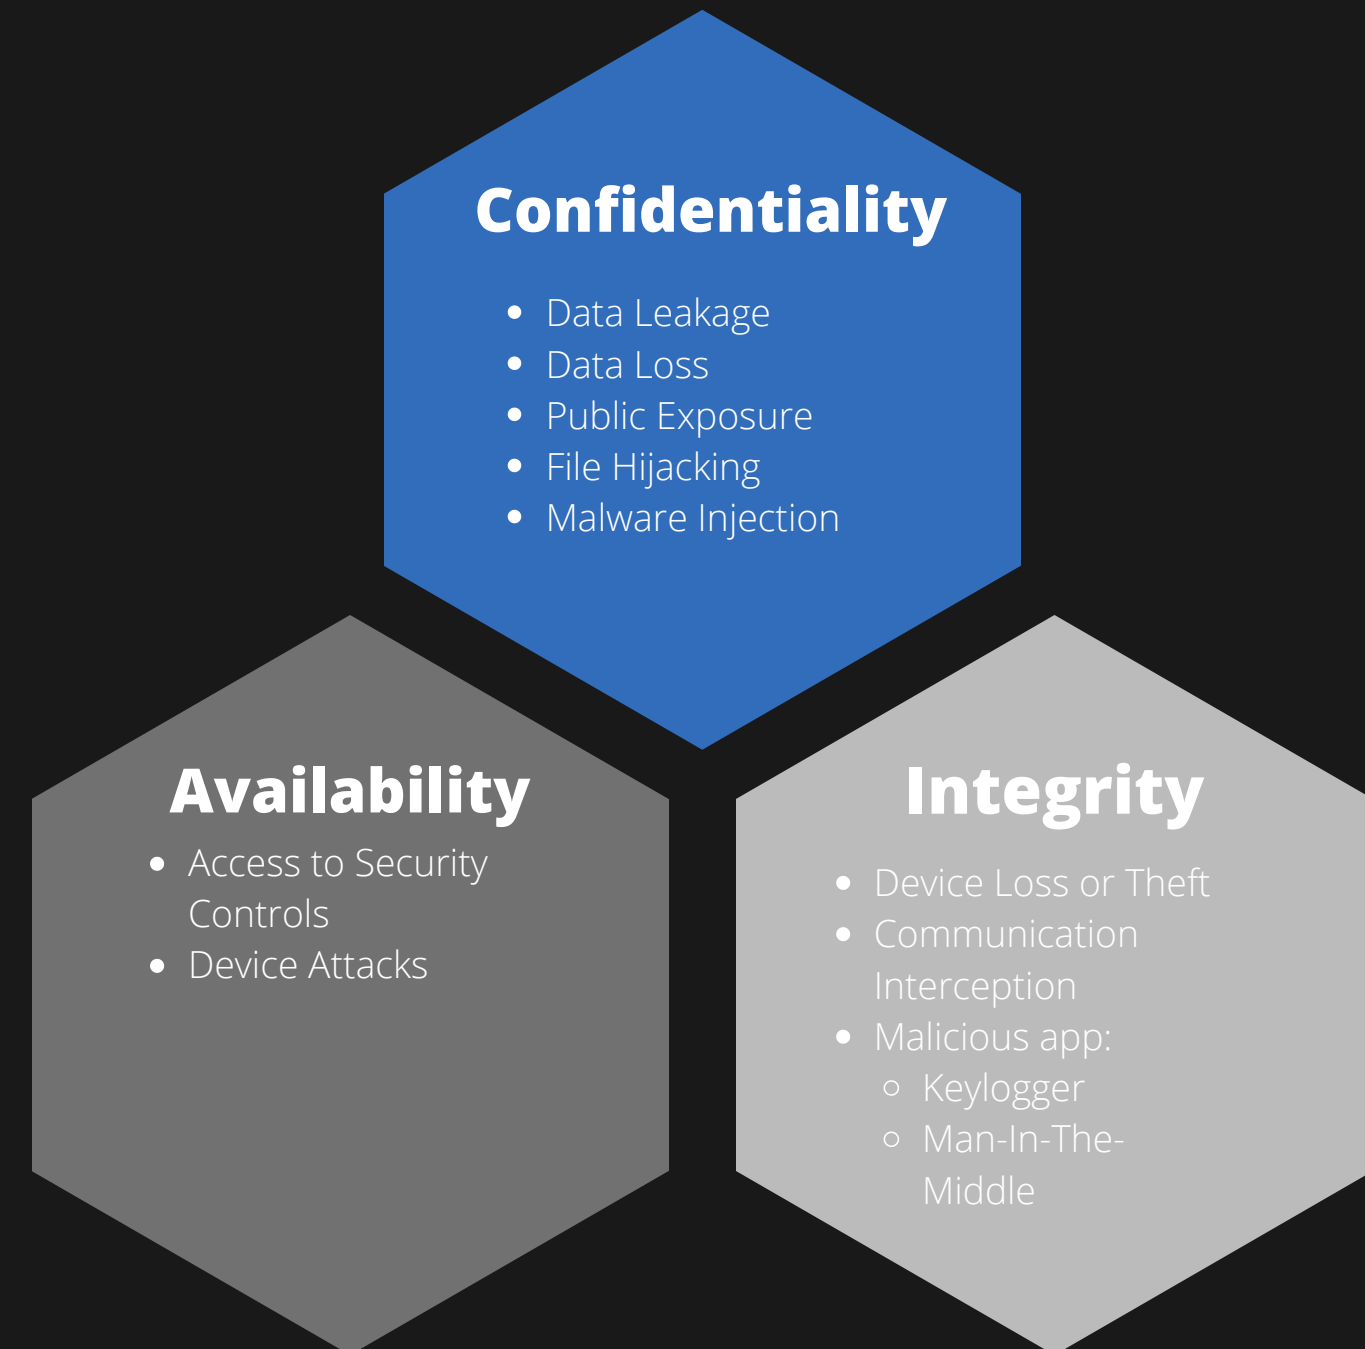 Confidentiality
• Data Leakage
• Data Loss
• Public Exposure
• File Hijacking
• Malware Injection
Availability
• Access to Security
Controls
• Device Attacks
Integrity
• Device Loss or Theft
• Communication
Interception
• Malicious app:
○ Keylogger
○ Man-In-The-
Middle